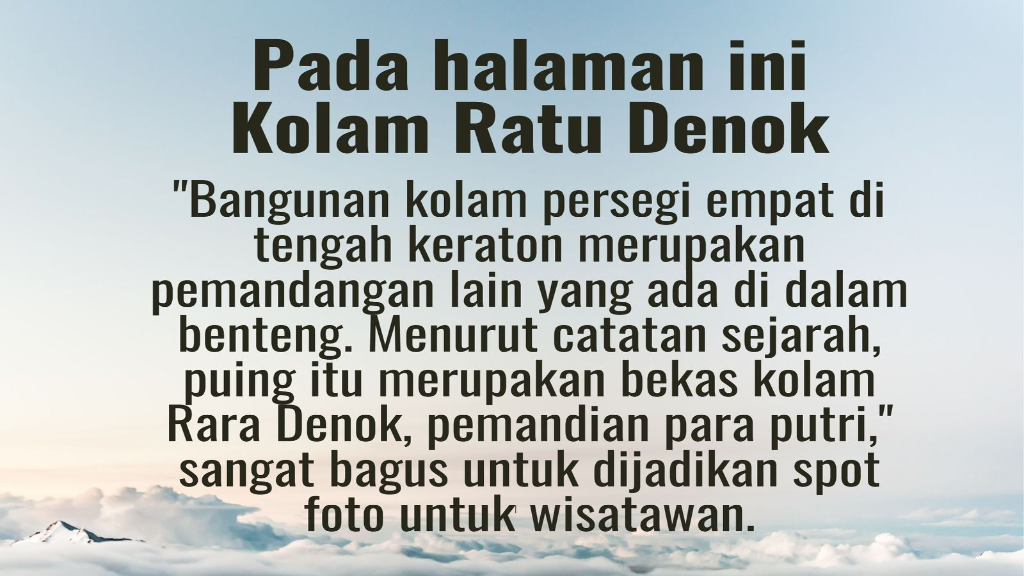 Pada halaman ini
Kolam Ratu Denok
"Bangunan kolam persegi empat di
tengah keraton merupakan
pemandangan lain yang ada di dalam
benteng. Menurut catatan sejarah,
puing itu merupakan bekas kolam
Rara Denok, pemandian para putri,"
sangat bagus untuk dijadikan spot
foto untuk wisatawan.